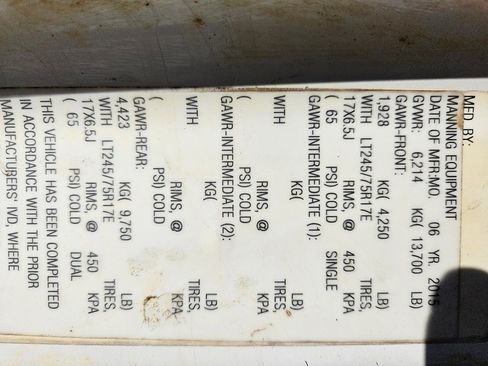 MFD BY:
MANNING EQUIPMENT
DATE OF MFR:MO. 06 YR. 2015
GVWR: 6,214 KG( 13,700 LB)
GAWR-FRONT:
1,928 KG( 4,250 LB)
WITH LT245/75R17E TIRES,
17X6.5J RIMS, @ 450 KPA
( 65 PSI) COLD SINGLE
GAWR-INTERMEDIATE (1):
KG( LB)
WITH TIRES,
RIMS, @ KPA
( PSI) COLD
GAWR-INTERMEDIATE (2):
KG( LB)
WITH TIRES,
RIMS, @ KPA
( PSI) COLD
GAWR-REAR:
4,423 KG( 9,750 LB)
WITH LT245/75R17E TIRES,
17X6.5J RIMS, @ 450 KPA
( 65 PSI) COLD DUAL
THIS VEHICLE HAS BEEN COMPLETED
IN ACCORDANCE WITH THE PRIOR
MANUFACTURERS' IVD, WHERE